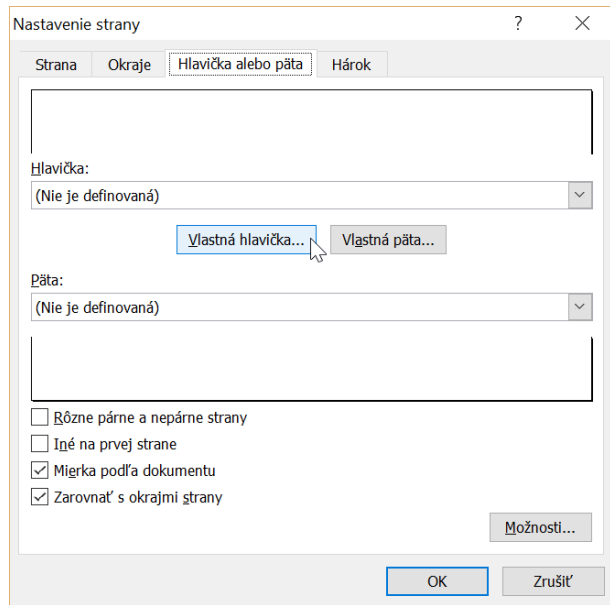 Nastavenie strany
Strana Okraje Hlavička alebo päta Hárok
Hlavička:
(Nie je definovaná)
Vlastná hlavička... Vlastná päta...
Päta:
(Nie je definovaná)
Rôzne párne a nepárne strany
Iné na prvej strane
Mierka podľa dokumentu
Zarovnať s okrajmi strany
Možnosti...
OK Zrušiť